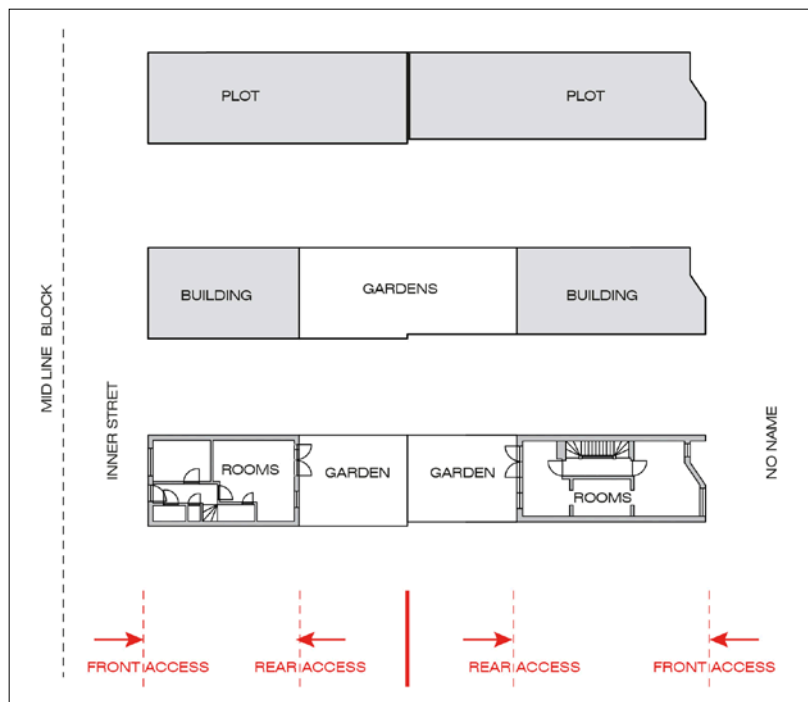 PLOT
PLOT
BUILDING
GARDENS
BUILDING
MID LINE BLOCK
INNER STRET
ROOMS
GARDEN
GARDEN
ROOMS
NO NAME
FRONT ACCESS
REAR ACCESS
REAR ACCESS
FRONT ACCESS